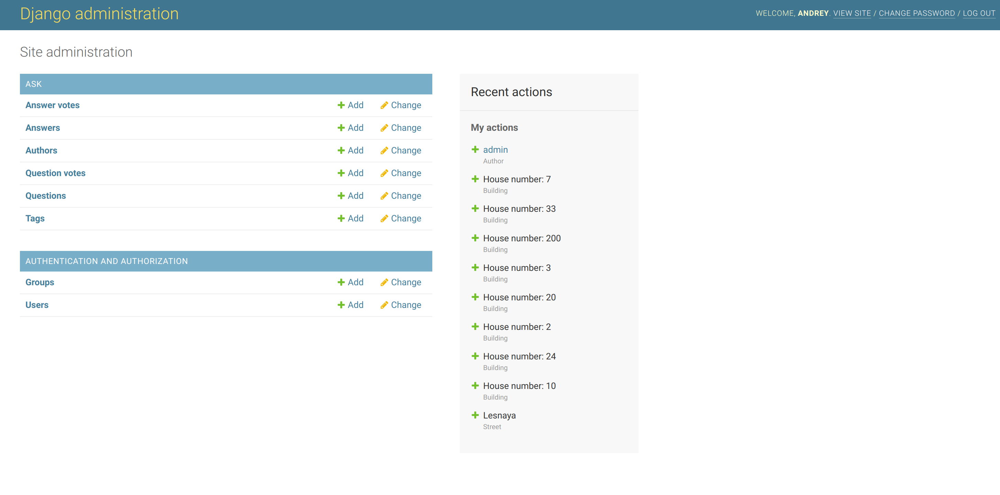 Django administration
WELCOME, ANDREY. VIEW SITE / CHANGE PASSWORD / LOG OUT
Site administration
ASK
Answer votes Add Change
Answers Add Change
Authors Add Change
Question votes Add Change
Questions Add Change
Tags Add Change
AUTHENTICATION AND AUTHORIZATION
Groups Add Change
Users Add Change
Recent actions
My actions
admin
Author
House number: 7
Building
House number: 33
Building
House number: 200
Building
House number: 3
Building
House number: 20
Building
House number: 2
Building
House number: 24
Building
House number: 10
Building
Lesnaya
Street